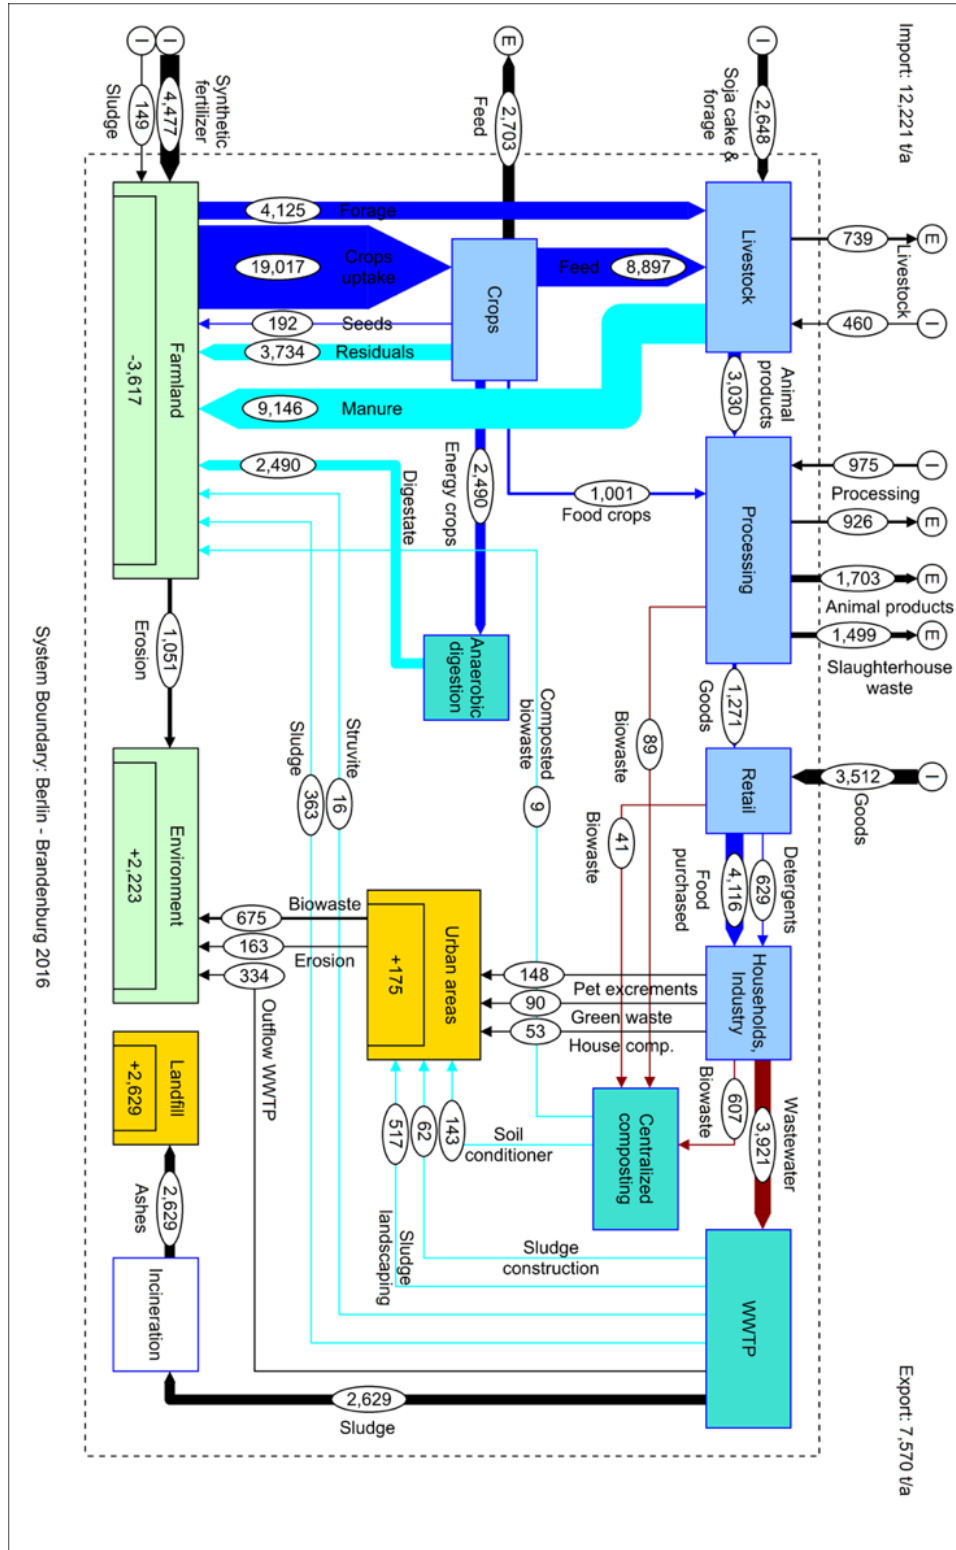 Import: 12,221 t/a
Export: 7,570 t/a
I
2,648
Soja cake &
forage
E
739
Livestock
460
I
I
975
Processing
926
E
1,703
E
Animal products
1,499
E
Slaughterhouse
waste
I
3,512
Goods
E
2,703
Feed
I
I
4,477
Synthetic
fertilizer
149
Sludge
Livestock
3,030
Animal
products
Processing
1,271
Goods
Retail
629
Detergents
4,116
Food
purchased
Households,
Industry
3,921
Wastewater
607
Biowaste
WWTP
4,125
Forage
19,017
Crops
uptake
Crops
Feed
8,897
192
Seeds
3,734
Residuals
9,146
Manure
2,490
Energy crops
1,001
Food crops
2,490
Digestate
Anaerobic
digestion
89
Biowaste
41
Biowaste
Composted
biowaste
9
Centralized
composting
148
Pet excrements
90
Green waste
53
House comp.
Urban areas
+175
143
Soil
conditioner
62
Sludge
construction
517
Sludge
landscaping
Struvite
16
Sludge
363
675
Biowaste
163
Erosion
334
Outflow WWTP
Farmland
-3,617
1,051
Erosion
Environment
+2,223
Landfill
+2,629
2,629
Ashes
Incineration
2,629
Sludge
System Boundary: Berlin - Brandenburg 2016